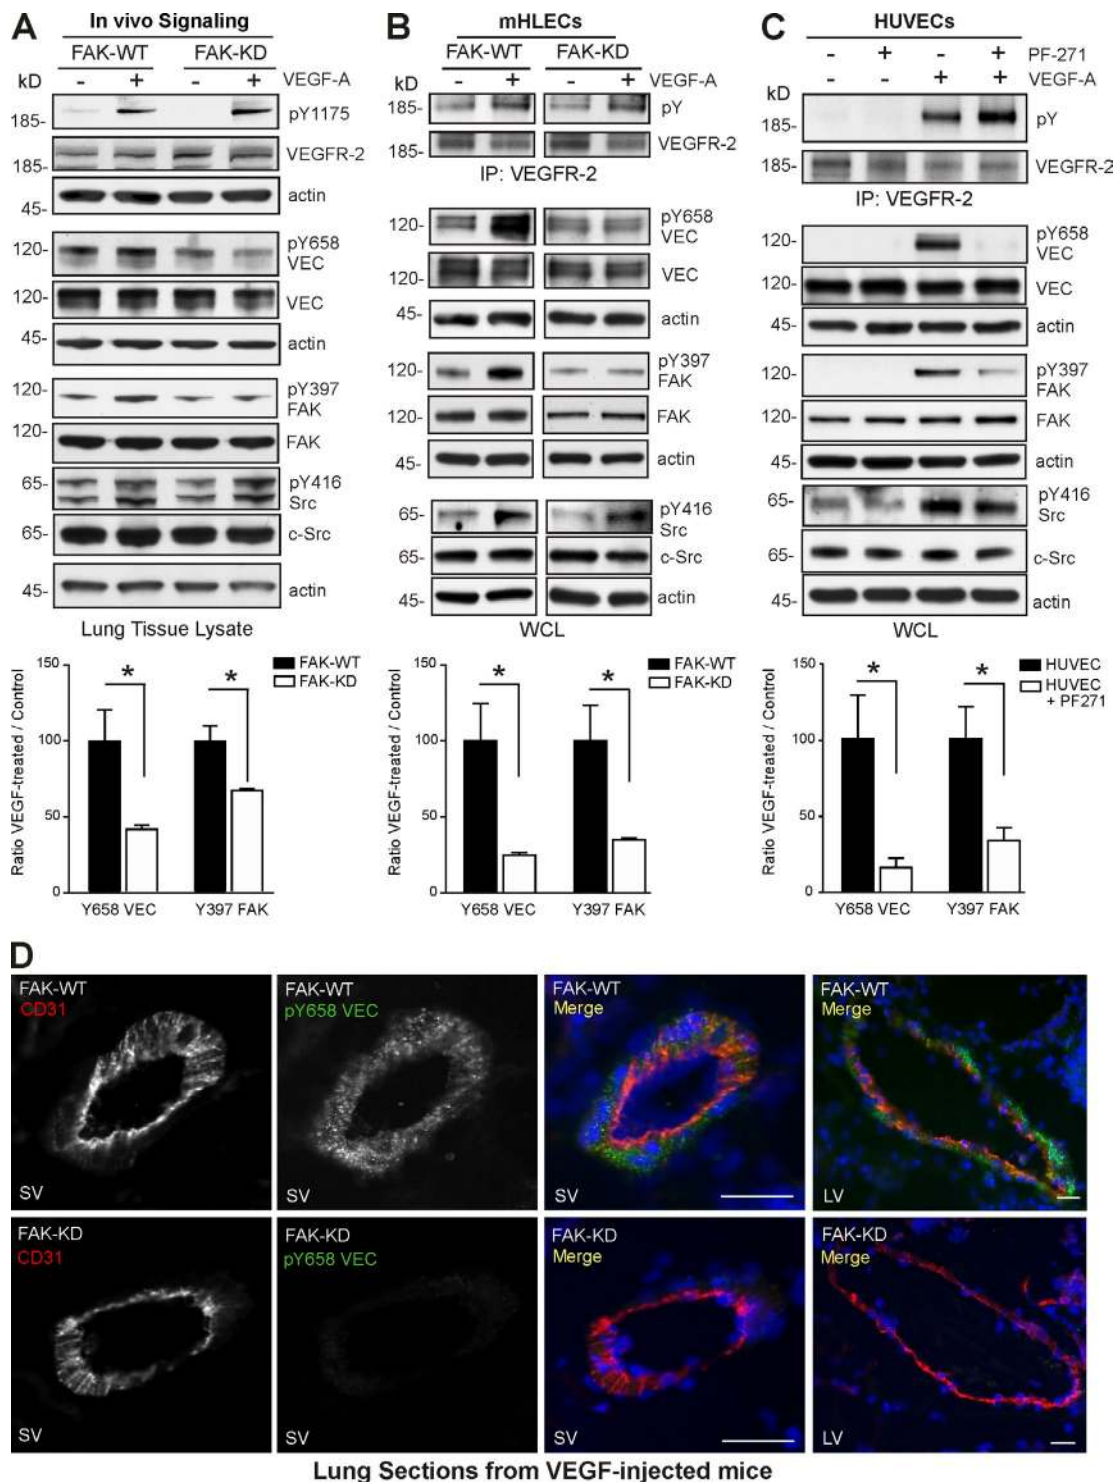 A
In vivo Signaling
FAK-WT FAK-KD
kD - + - + VEGF-A
185- pY1175
185- VEGFR-2
45- actin
120- pY658
VEC
120- VEC
45- actin
120- pY397
FAK
120- FAK
65- pY416
Src
65- c-Src
45- actin
Lung Tissue Lysate
B
mHLECs
FAK-WT FAK-KD
- + - + VEGF-A
kD
185- pY
185- VEGFR-2
IP: VEGFR-2
120- pY658
VEC
120- VEC
45- actin
120- pY397
FAK
120- FAK
45- actin
65- pY416
Src
65- c-Src
45- actin
WCL
C
HUVECs
- + - + PF-271
- - + + VEGF-A
kD
185- pY
185- VEGFR-2
IP: VEGFR-2
120- pY658
VEC
120- VEC
45- actin
120- pY397
FAK
120- FAK
45- actin
65- pY416
Src
65- c-Src
45- actin
WCL
Ratio VEGF-treated / Control
150
100
50
0
* *
FAK-WT
FAK-KD
Y658 VEC Y397 FAK
Ratio VEGF-treated / Control
150
100
50
0
* *
FAK-WT
FAK-KD
Y658 VEC Y397 FAK
Ratio VEGF-treated / Control
150
100
50
0
* *
HUVEC
HUVEC
+ PF271
Y658 VEC Y397 FAK
D
FAK-WT
CD31
SV
FAK-WT
pY658 VEC
SV
FAK-WT
Merge
SV
FAK-WT
Merge
LV
FAK-KD
CD31
SV
FAK-KD
pY658 VEC
SV
FAK-KD
Merge
SV
FAK-KD
Merge
LV
Lung Sections from VEGF-injected mice